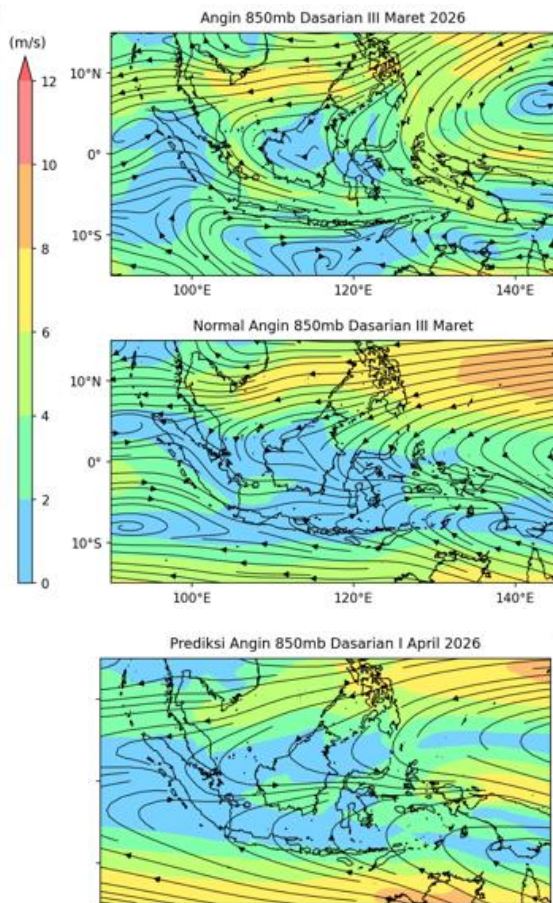 Angin 850mb Dasarian III Maret 2026
(m/s)
12
10
8
6
4
2
0
10°N
0°
10°S
100°E 120°E 140°E
Normal Angin 850mb Dasarian III Maret
10°N
0°
10°S
100°E 120°E 140°E
Prediksi Angin 850mb Dasarian I April 2026